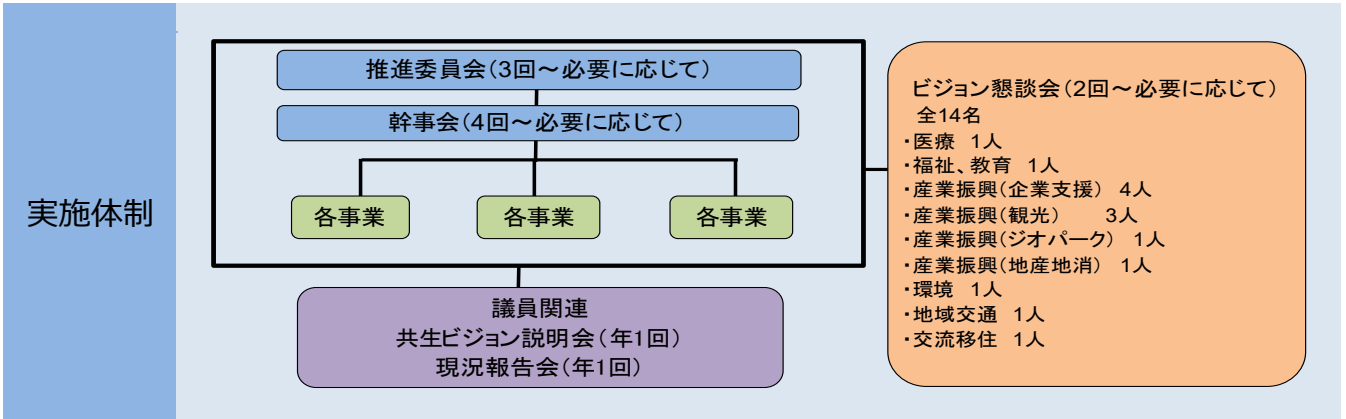 実施体制
推進委員会(3回～必要に応じて)
幹事会(4回～必要に応じて)
各事業
各事業
各事業
議員関連
共生ビジョン説明会(年1回)
現況報告会(年1回)
ビジョン懇談会(2回～必要に応じて)
全14名
・医療 1人
・福祉、教育 1人
・産業振興(企業支援) 4人
・産業振興(観光) 3人
・産業振興(ジオパーク) 1人
・産業振興(地産地消) 1人
・環境 1人
・地域交通 1人
・交流移住 1人